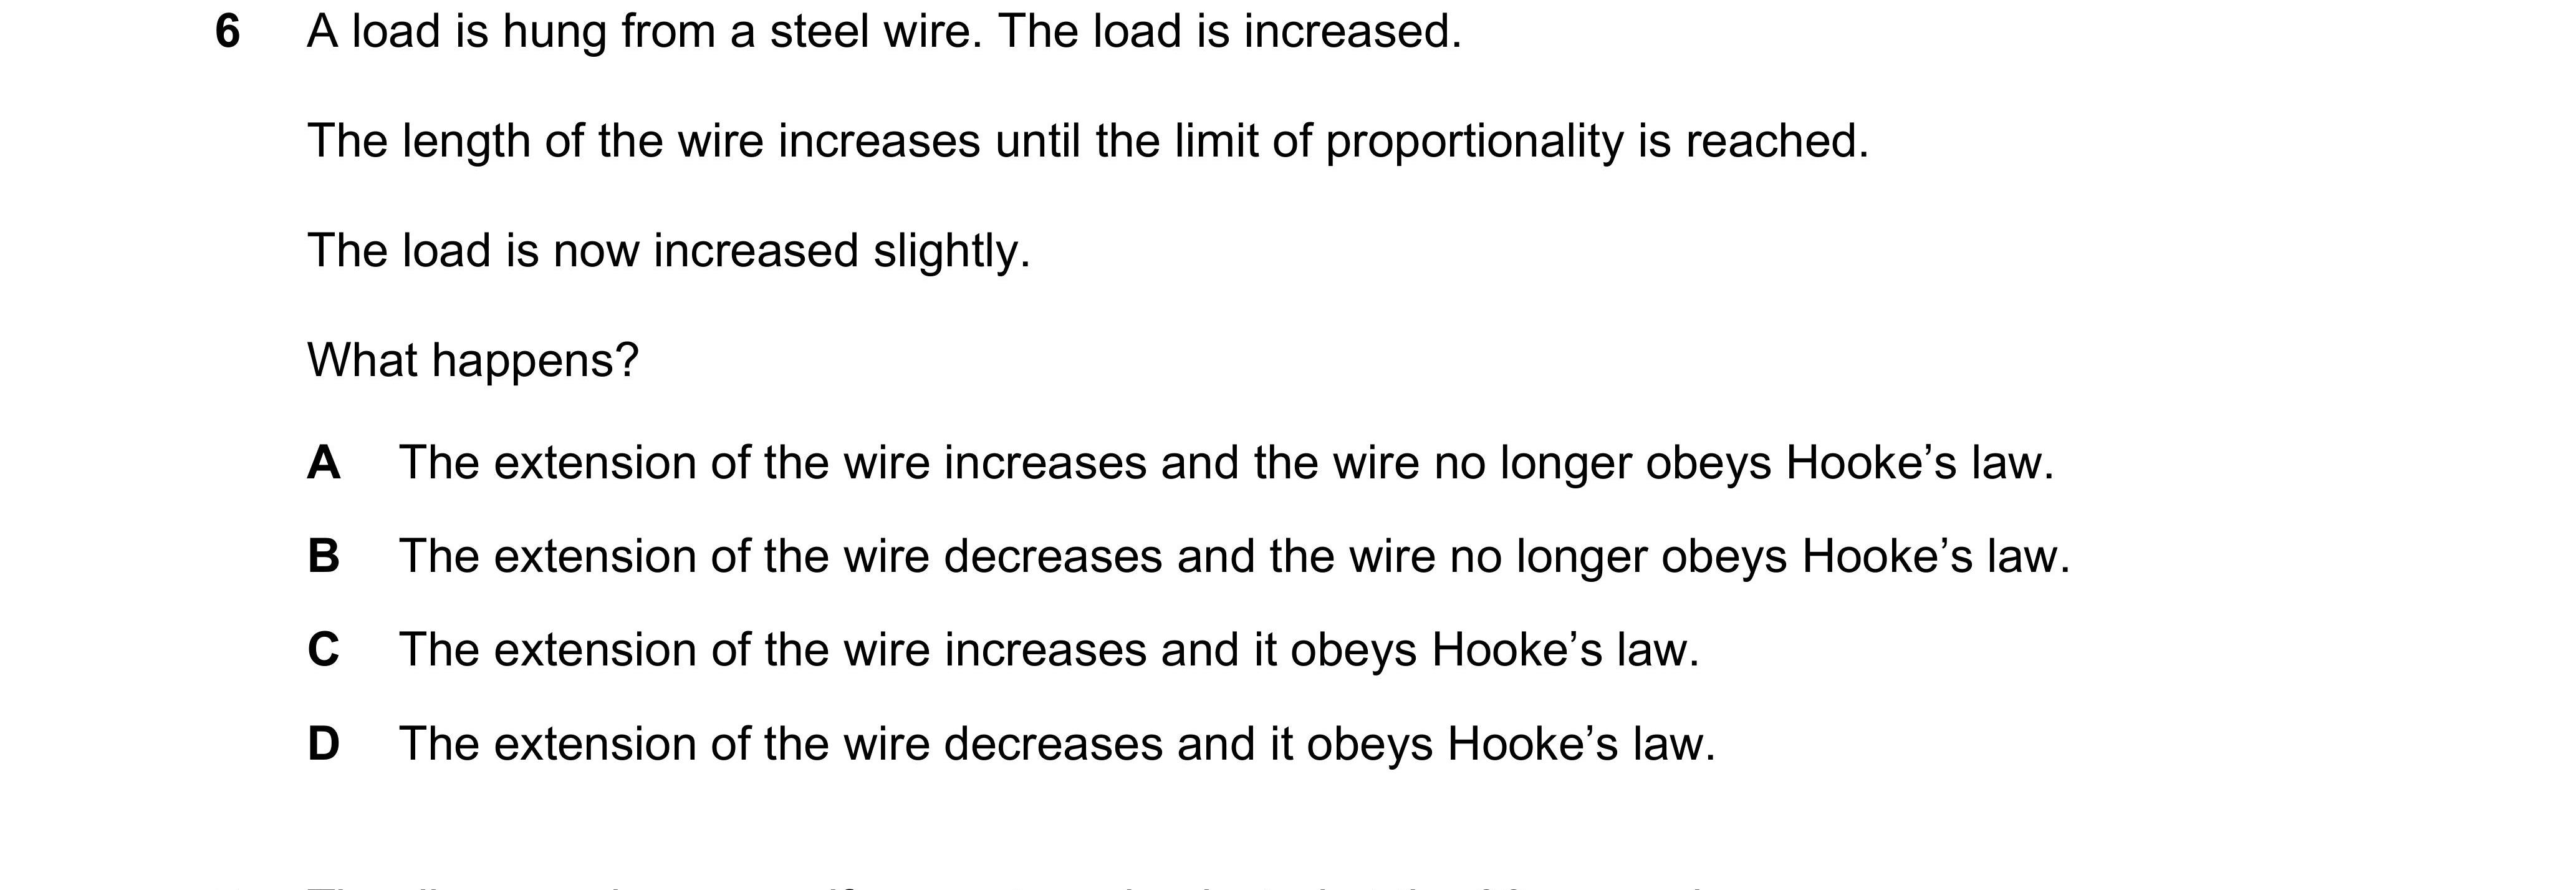 6 A load is hung from a steel wire. The load is increased.
The length of the wire increases until the limit of proportionality is reached.
The load is now increased slightly.
What happens?
A The extension of the wire increases and the wire no longer obeys Hooke’s law.
B The extension of the wire decreases and the wire no longer obeys Hooke’s law.
C The extension of the wire increases and it obeys Hooke’s law.
D The extension of the wire decreases and it obeys Hooke’s law.